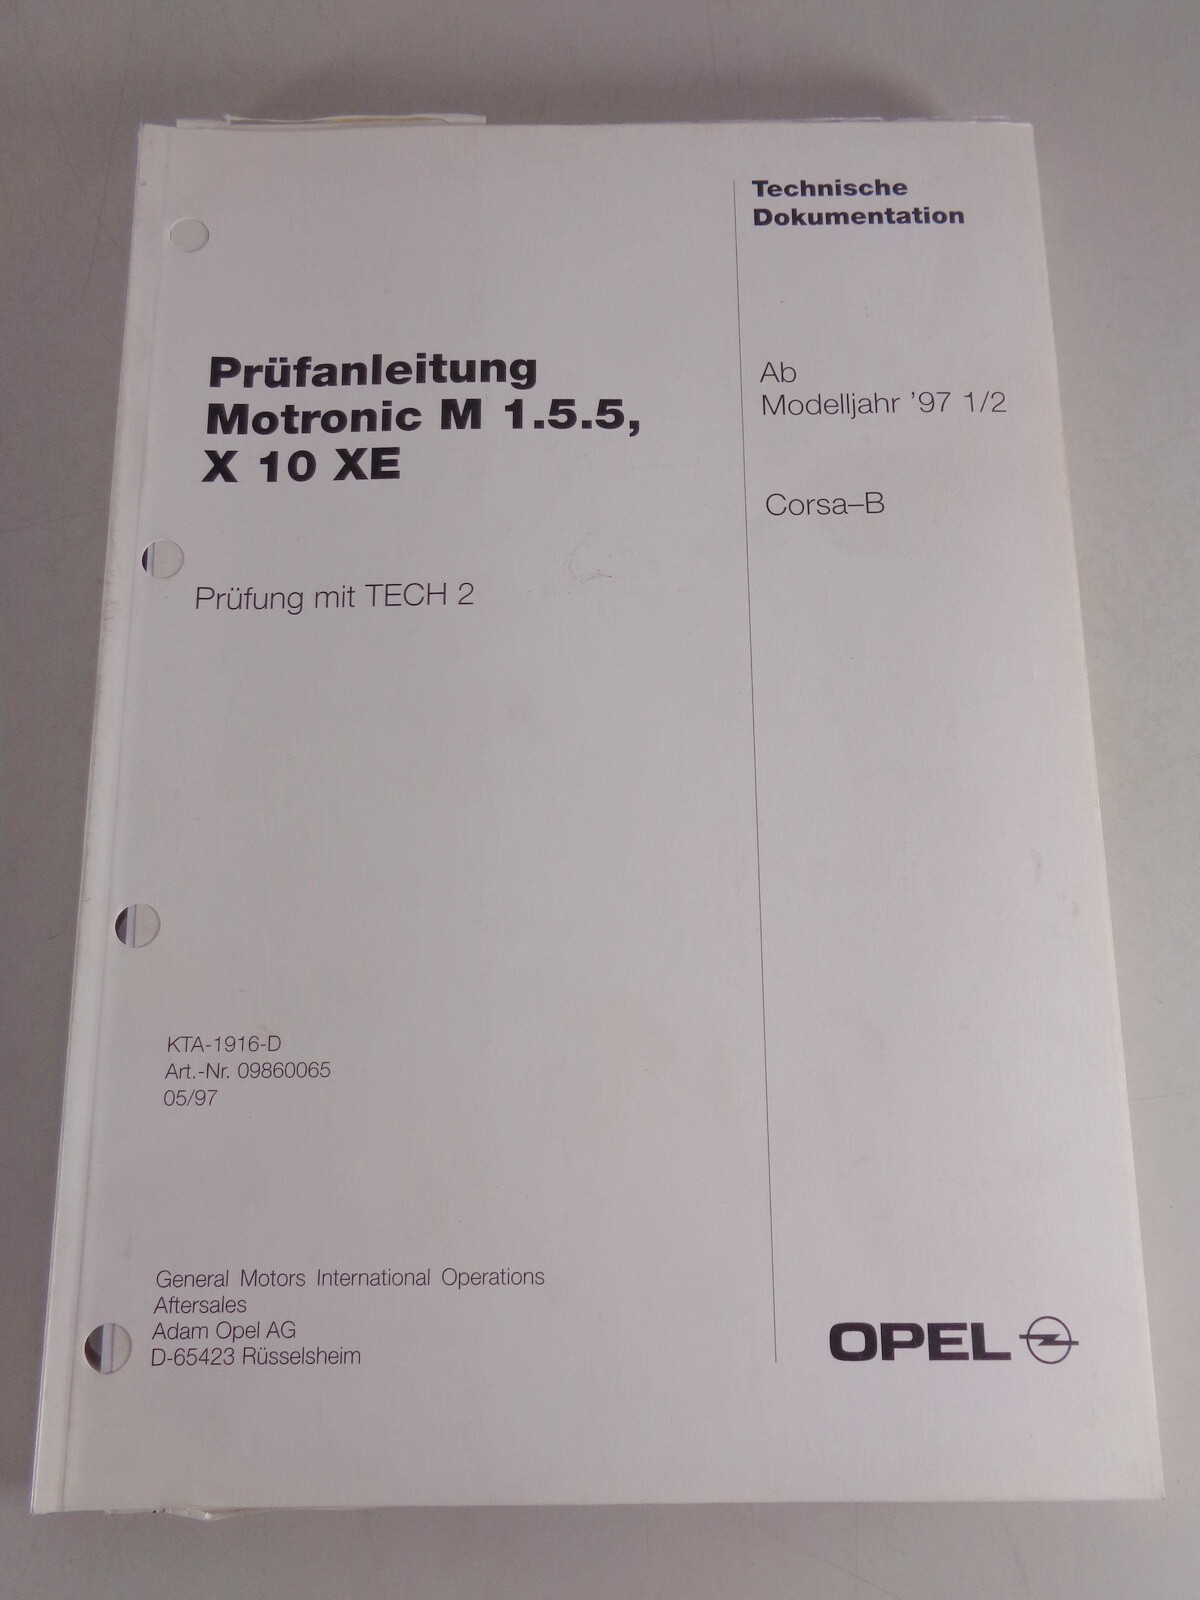 Technische
Dokumentation
Prüfanleitung
Motronic M 1.5.5,
X 10 XE
Ab
Modelljahr '97 1/2
Corsa–B
Prüfung mit TECH 2
KTA-1916-D
Art.-Nr. 09860065
05/97
General Motors International Operations
Aftersales
Adam Opel AG
D-65423 Rüsselsheim
OPEL